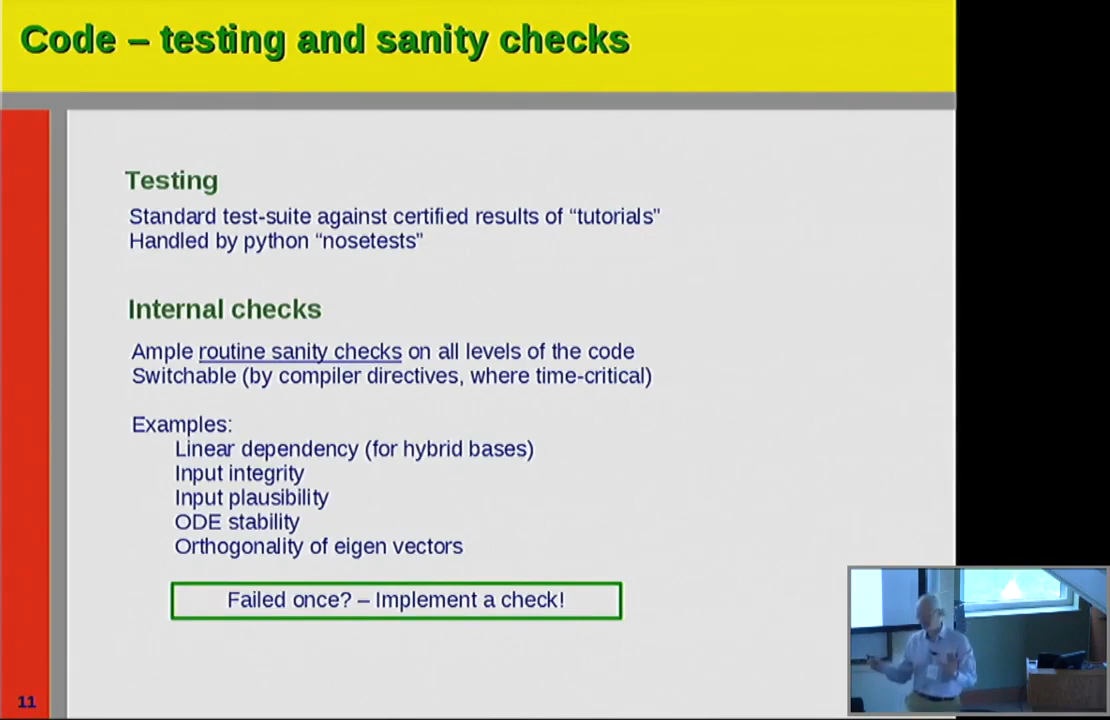 Code – testing and sanity checks
Testing
Standard test-suite against certified results of “tutorials”
Handled by python “nosetests”
Internal checks
Ample routine sanity checks on all levels of the code
Switchable (by compiler directives, where time-critical)
Examples:
Linear dependency (for hybrid bases)
Input integrity
Input plausibility
ODE stability
Orthogonality of eigen vectors
Failed once? – Implement a check!
11